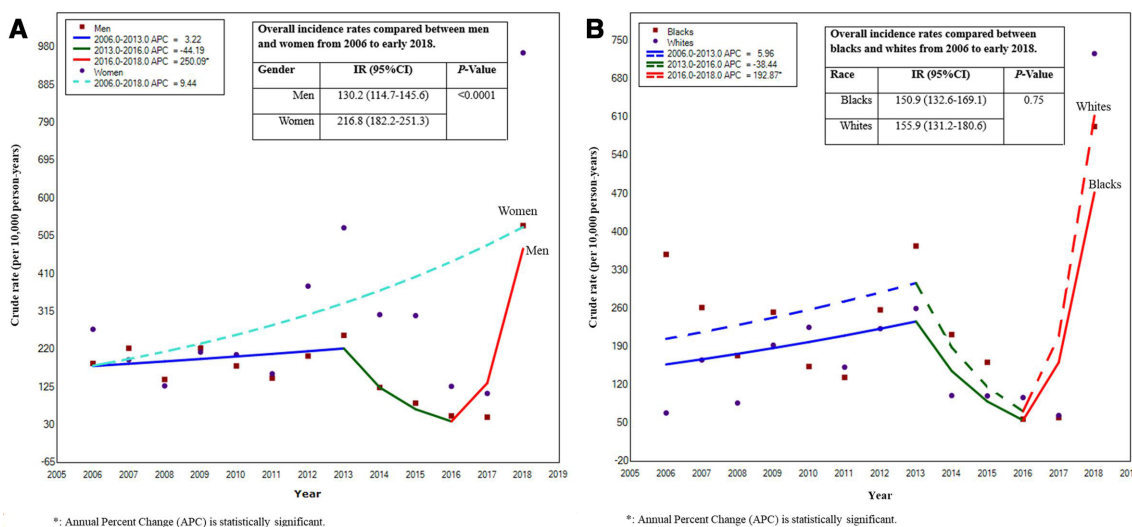 A
Men
2006.0-2013.0 APC = 3.22
2013.0-2016.0 APC = -44.19
2016.0-2018.0 APC = 250.09*
Women
2006.0-2018.0 APC = 9.44
Overall incidence rates compared between men
and women from 2006 to early 2018.
Gender IR (95%CI) P-Value
Men 130.2 (114.7-145.6) <0.0001
Women 216.8 (182.2-251.3)
Crude rate (per 10,000 person-years)
980
885
790
695
600
505
410
315
220
125
30
-65
Women
Men
2005 2006 2007 2008 2009 2010 2011 2012 2013 2014 2015 2016 2017 2018 2019
Year
*: Annual Percent Change (APC) is statistically significant.
B
Blacks
Whites
2006.0-2013.0 APC = 5.96
2013.0-2016.0 APC = -38.44
2016.0-2018.0 APC = 192.87*
Overall incidence rates compared between
blacks and whites from 2006 to early 2018.
Race IR (95%CI) P-Value
Blacks 150.9 (132.6-169.1) 0.75
Whites 155.9 (131.2-180.6)
Crude rate (per 10,000 person-years)
750
680
610
540
470
400
330
260
190
120
50
-20
Whites
Blacks
2005 2006 2007 2008 2009 2010 2011 2012 2013 2014 2015 2016 2017 2018 201
Year
*: Annual Percent Change (APC) is statistically significant.